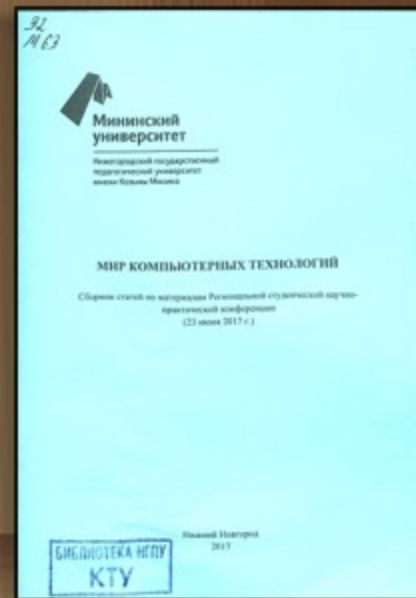 92
М 63
Мининский
университет
Нижегородский государственный
педагогический университет
имени Козьмы Минина
МИР КОМПЬЮТЕРНЫХ ТЕХНОЛОГИЙ
Сборник статей по материалам Региональной студенческой научно-
практической конференции
(23 июня 2017 г.)
Нижний Новгород
2017
БИБЛИОТЕКА НГПУ
КТУ